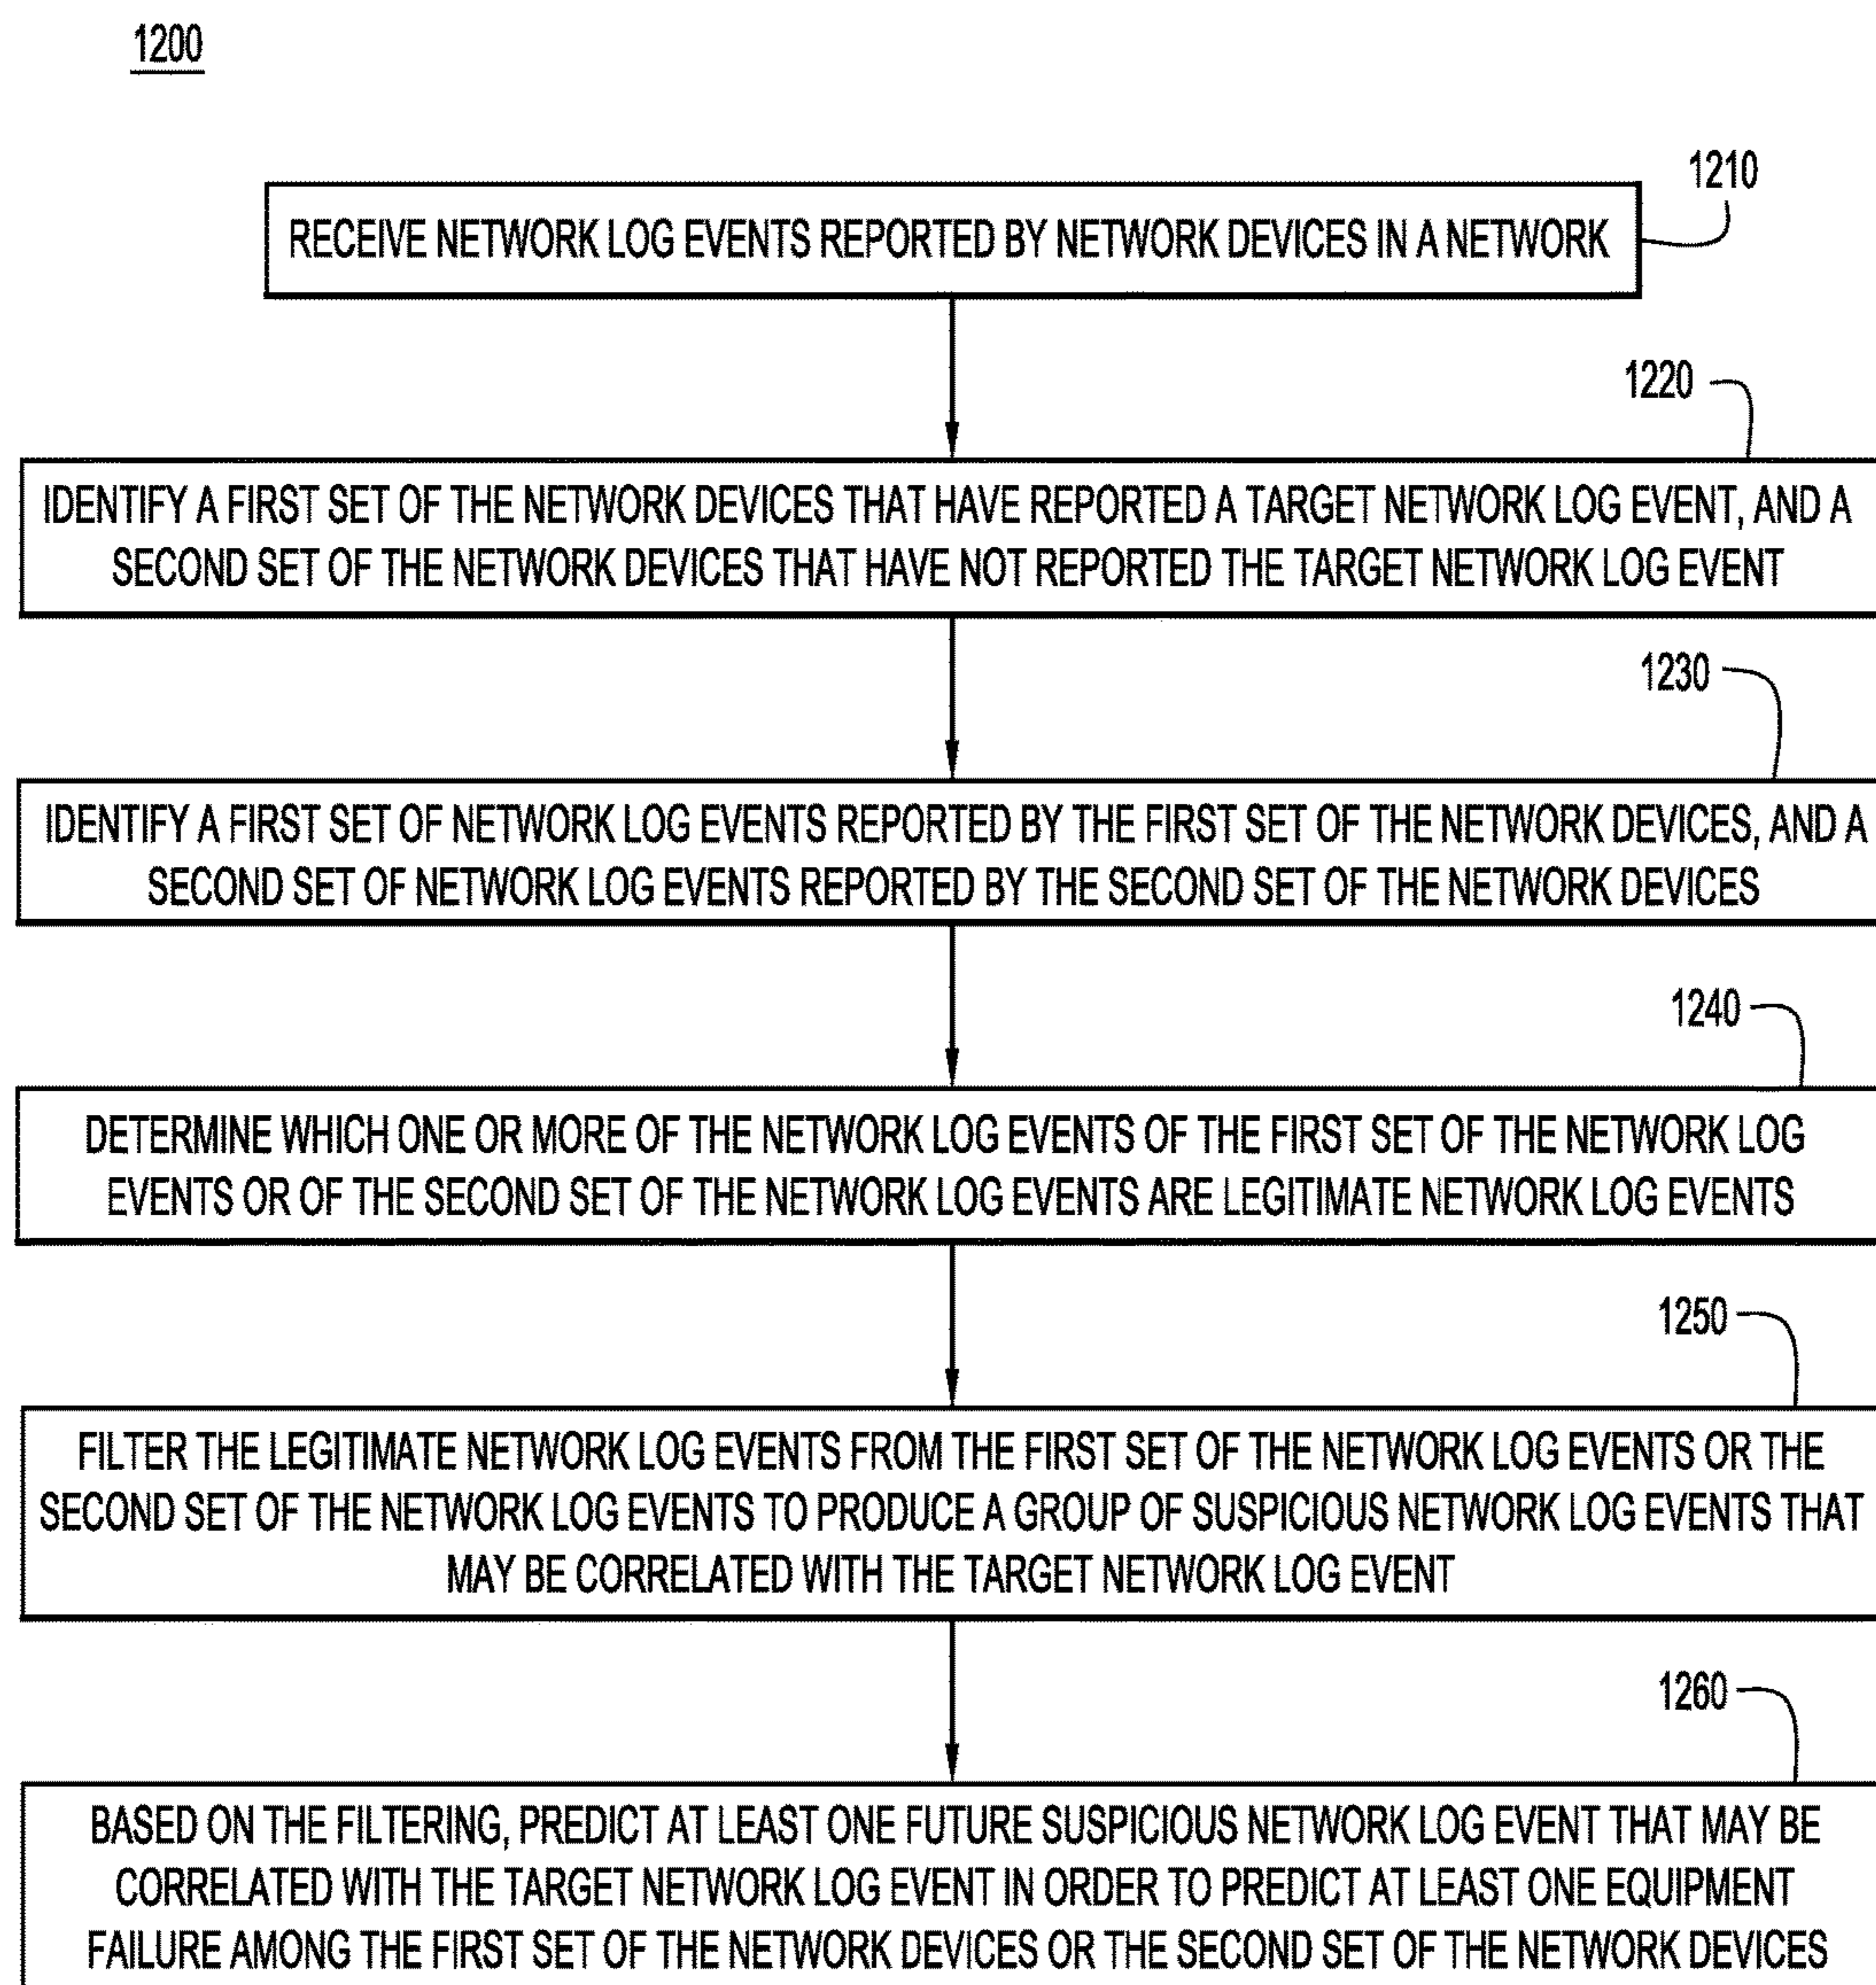 1200
1210
RECEIVE NETWORK LOG EVENTS REPORTED BY NETWORK DEVICES IN A NETWORK
1220
IDENTIFY A FIRST SET OF THE NETWORK DEVICES THAT HAVE REPORTED A TARGET NETWORK LOG EVENT, AND A
SECOND SET OF THE NETWORK DEVICES THAT HAVE NOT REPORTED THE TARGET NETWORK LOG EVENT
1230
IDENTIFY A FIRST SET OF NETWORK LOG EVENTS REPORTED BY THE FIRST SET OF THE NETWORK DEVICES, AND A
SECOND SET OF NETWORK LOG EVENTS REPORTED BY THE SECOND SET OF THE NETWORK DEVICES
1240
DETERMINE WHICH ONE OR MORE OF THE NETWORK LOG EVENTS OF THE FIRST SET OF THE NETWORK LOG
EVENTS OR OF THE SECOND SET OF THE NETWORK LOG EVENTS ARE LEGITIMATE NETWORK LOG EVENTS
1250
FILTER THE LEGITIMATE NETWORK LOG EVENTS FROM THE FIRST SET OF THE NETWORK LOG EVENTS OR THE
SECOND SET OF THE NETWORK LOG EVENTS TO PRODUCE A GROUP OF SUSPICIOUS NETWORK LOG EVENTS THAT
MAY BE CORRELATED WITH THE TARGET NETWORK LOG EVENT
1260
BASED ON THE FILTERING, PREDICT AT LEAST ONE FUTURE SUSPICIOUS NETWORK LOG EVENT THAT MAY BE
CORRELATED WITH THE TARGET NETWORK LOG EVENT IN ORDER TO PREDICT AT LEAST ONE EQUIPMENT
FAILURE AMONG THE FIRST SET OF THE NETWORK DEVICES OR THE SECOND SET OF THE NETWORK DEVICES